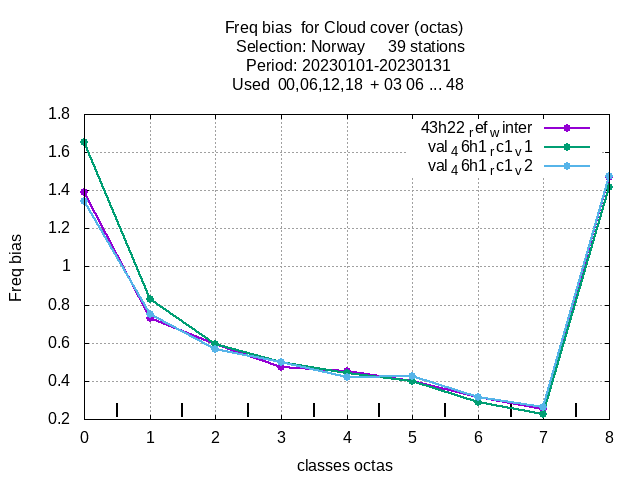 Freq bias  for Cloud cover (octas)
Selection: Norway     39 stations
Period: 20230101-20230131
Used  00,06,12,18  + 03 06 ... 48
43h22 ref winter
val 4 6h1 r c1 v 1
val 4 6h1 r c1 v 2
1.8
1.6
1.4
1.2
1
0.8
0.6
0.4
0.2
Freq bias
0 1 2 3 4 5 6 7 8
classes octas